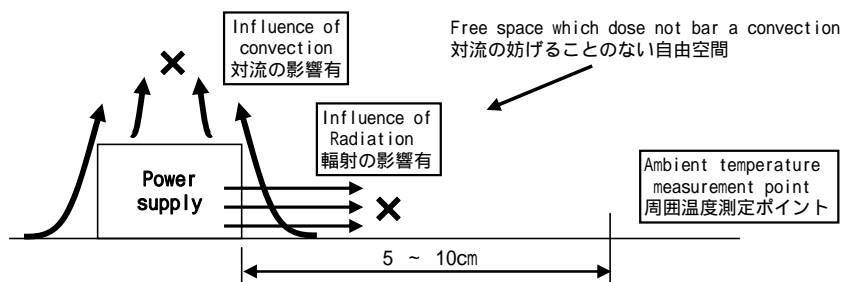 Influence of
convection
対流の影響有
Free space which dose not bar a convection
対流の妨げることのない自由空間
Influence of
Radiation
輻射の影響有
Power
supply
Ambient temperature
measurement point
周囲温度測定ポイント
5 ~ 10cm